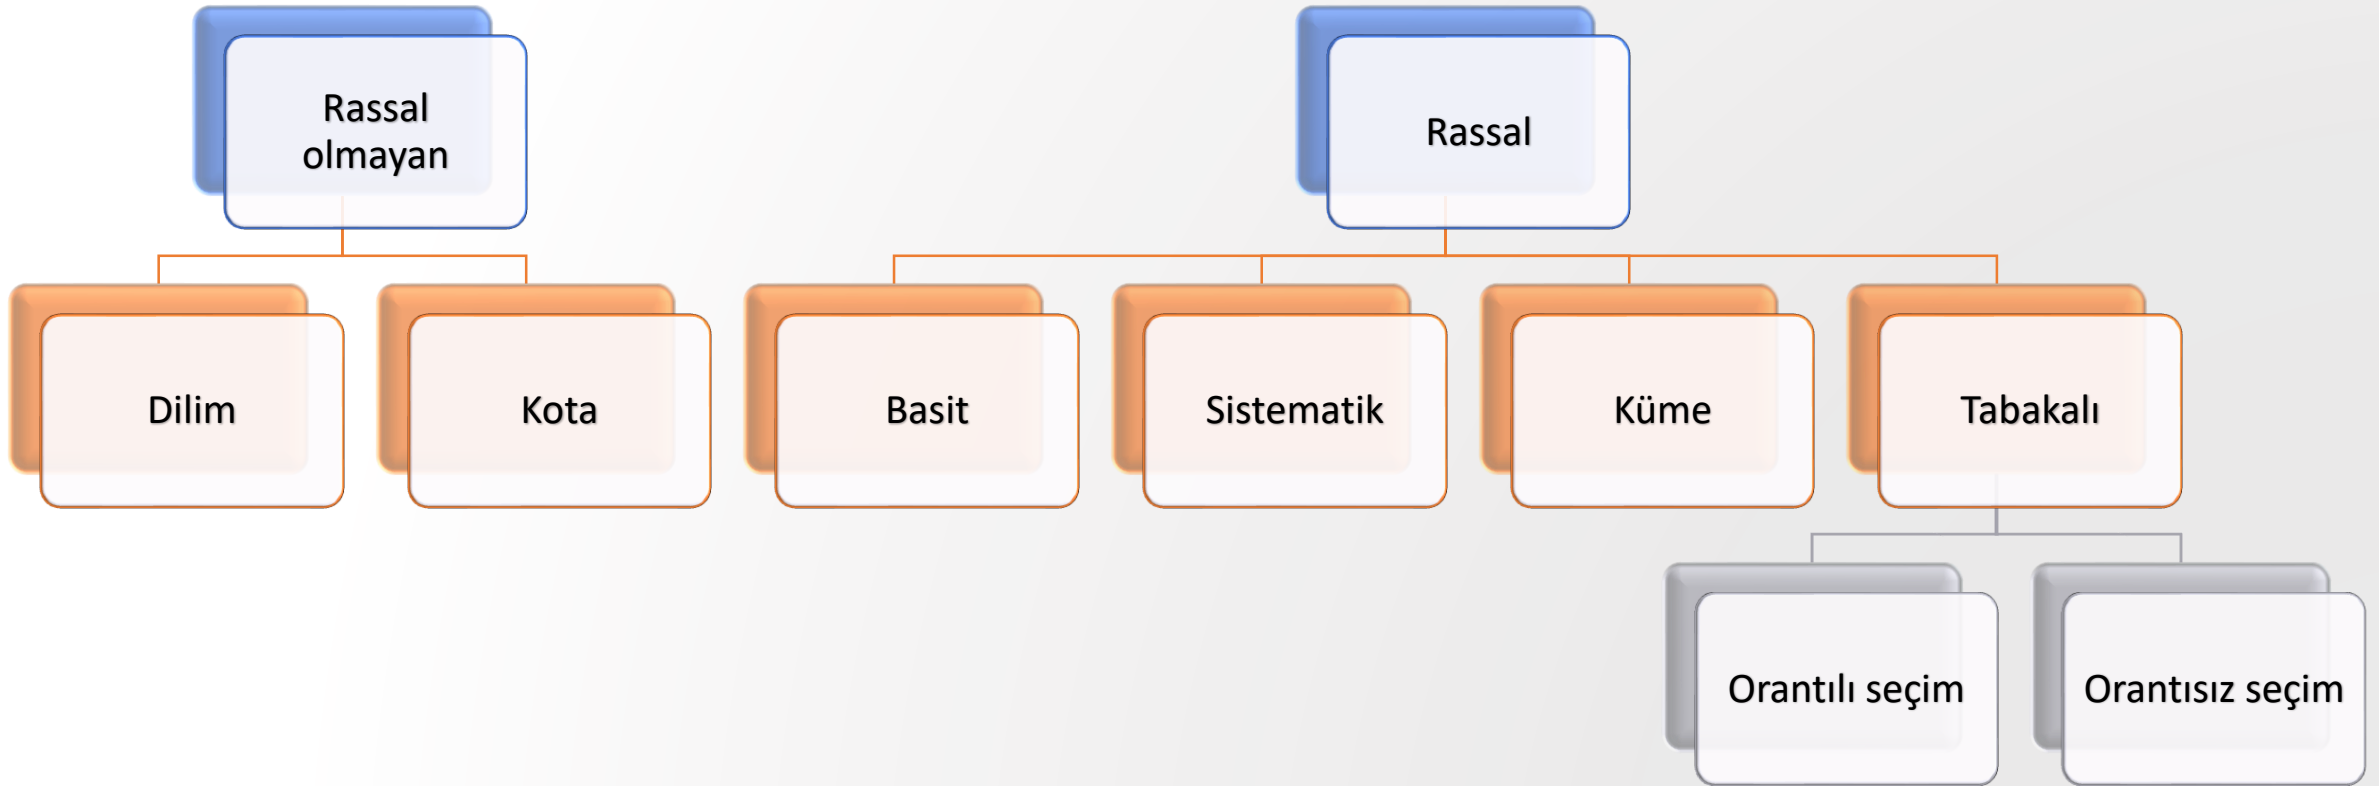 Rassal
olmayan
Rassal
Dilim
Kota
Basit
Sistematik
Küme
Tabakalı
Orantılı seçim
Orantısız seçim